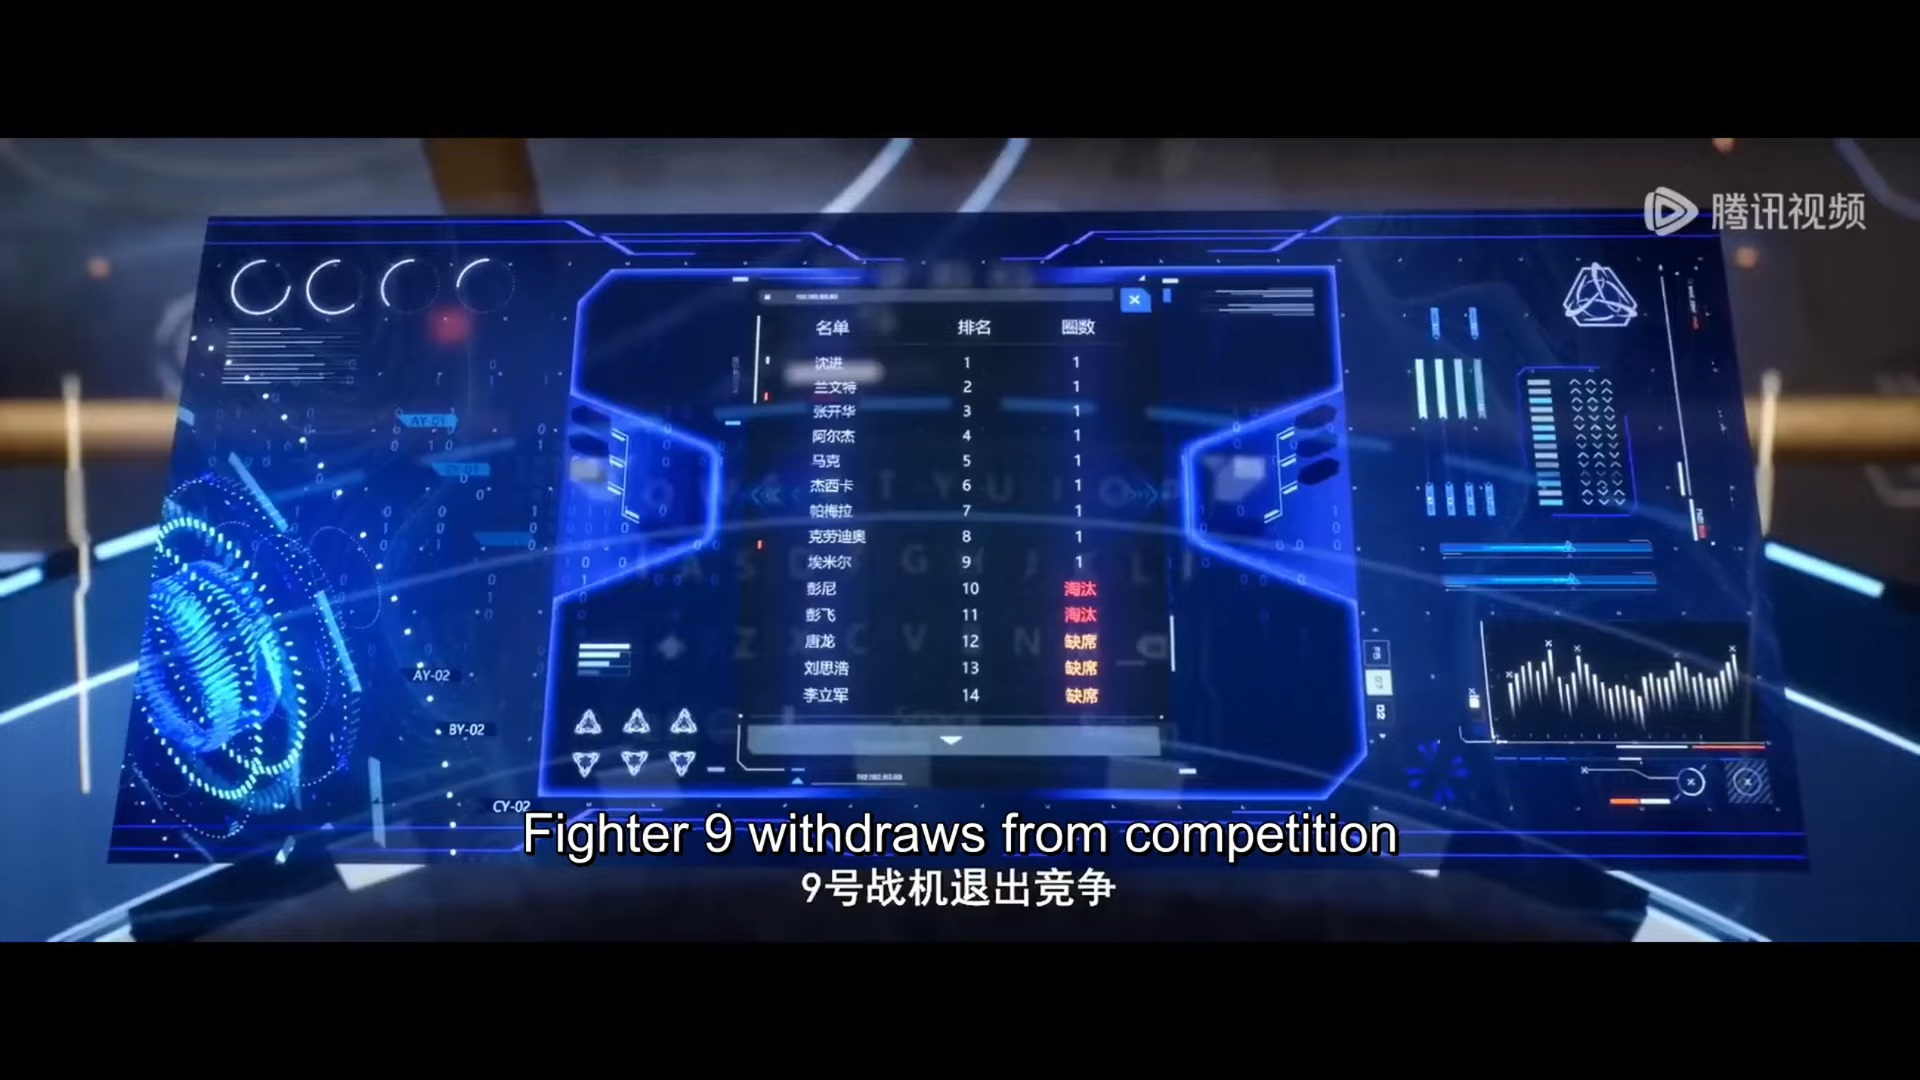 腾讯视频
名单 排名 圈数
沈进 1 1
兰文特 2 1
张开华 3 1
阿尔杰 4 1
马克 5 1
杰西卡 6 1
帕梅拉 7 1
克劳迪奥 8 1
埃米尔 9 1
彭尼 10 淘汰
彭飞 11 淘汰
唐龙 12 缺席
刘思浩 13 缺席
李立军 14 缺席
AY-01
AY-02
BY-02
CY-02
D2
Fighter 9 withdraws from competition
9号战机退出竞争